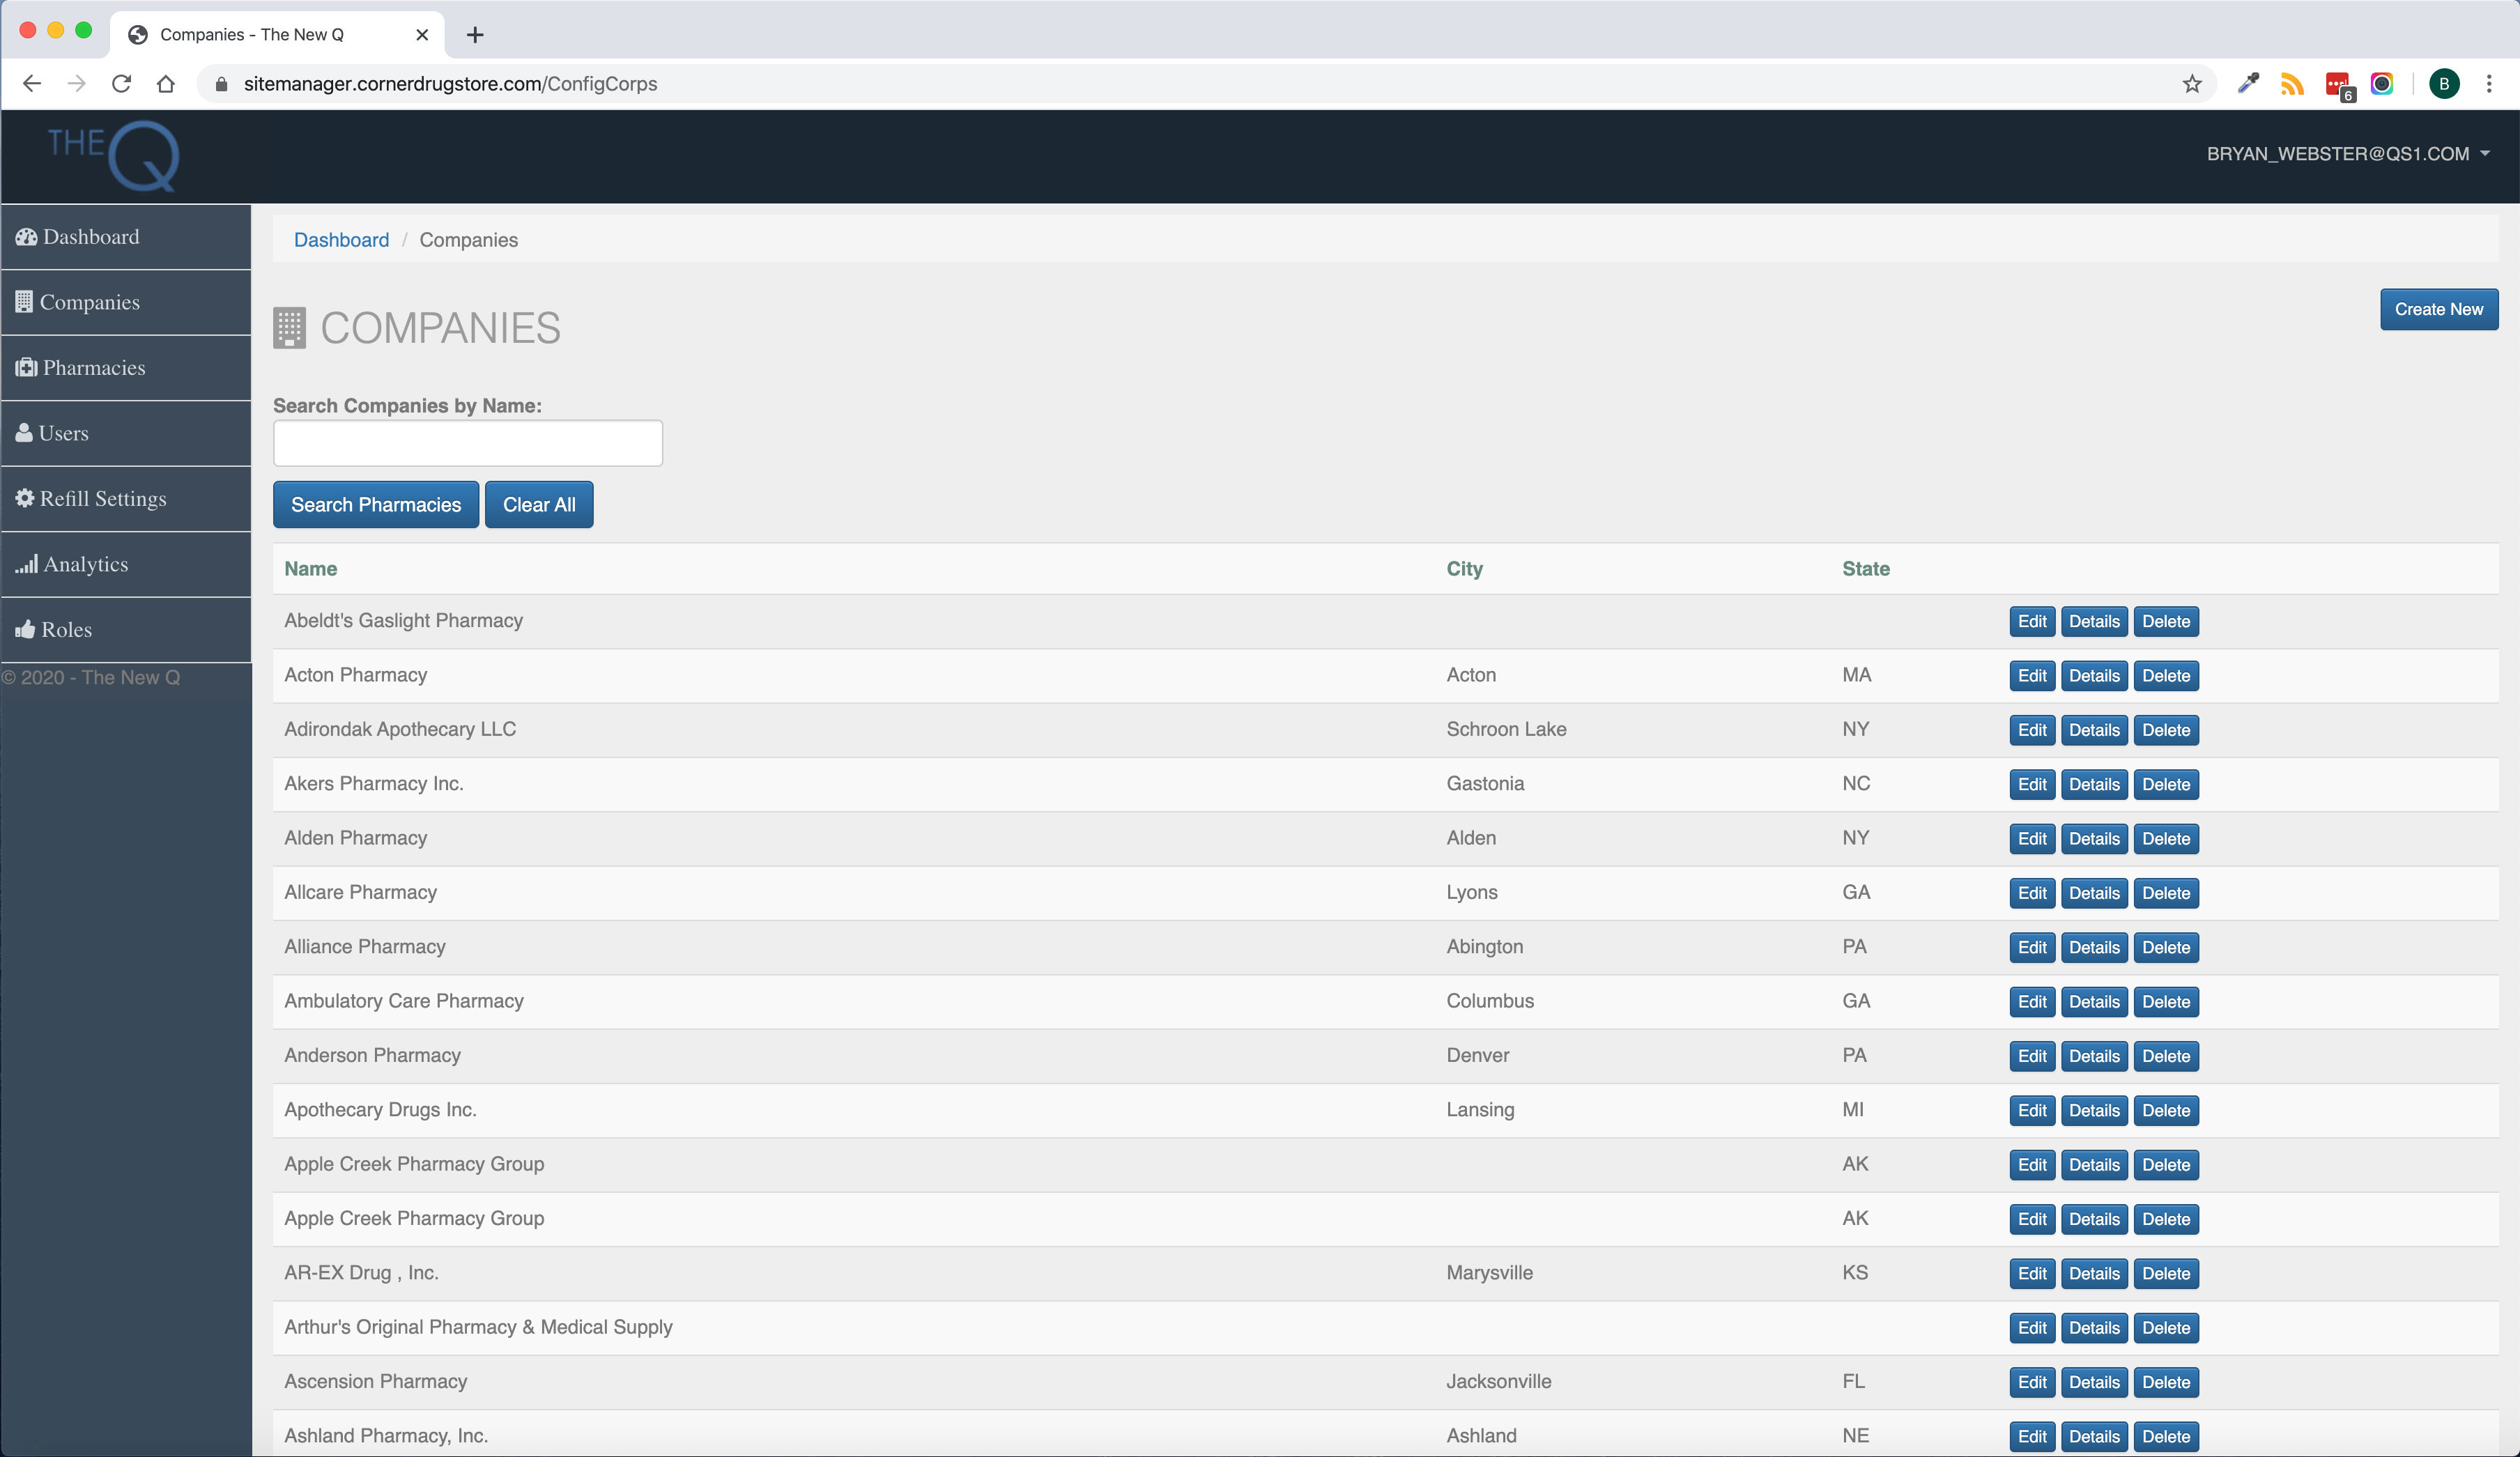 Companies - The New Q
sitemanager.cornerdrugstore.com/ConfigCorps
6
B
THE Q
BRYAN_WEBSTER@QS1.COM
Dashboard
Companies
Pharmacies
Users
Refill Settings
Analytics
Roles
© 2020 - The New Q
Dashboard / Companies
COMPANIES
Create New
Search Companies by Name:
Search Pharmacies Clear All
Name City State
Abeldt's Gaslight Pharmacy Edit Details Delete
Acton Pharmacy Acton MA Edit Details Delete
Adirondak Apothecary LLC Schroon Lake NY Edit Details Delete
Akers Pharmacy Inc. Gastonia NC Edit Details Delete
Alden Pharmacy Alden NY Edit Details Delete
Allcare Pharmacy Lyons GA Edit Details Delete
Alliance Pharmacy Abington PA Edit Details Delete
Ambulatory Care Pharmacy Columbus GA Edit Details Delete
Anderson Pharmacy Denver PA Edit Details Delete
Apothecary Drugs Inc. Lansing MI Edit Details Delete
Apple Creek Pharmacy Group AK Edit Details Delete
Apple Creek Pharmacy Group AK Edit Details Delete
AR-EX Drug , Inc. Marysville KS Edit Details Delete
Arthur's Original Pharmacy & Medical Supply Edit Details Delete
Ascension Pharmacy Jacksonville FL Edit Details Delete
Ashland Pharmacy, Inc. Ashland NE Edit Details Delete